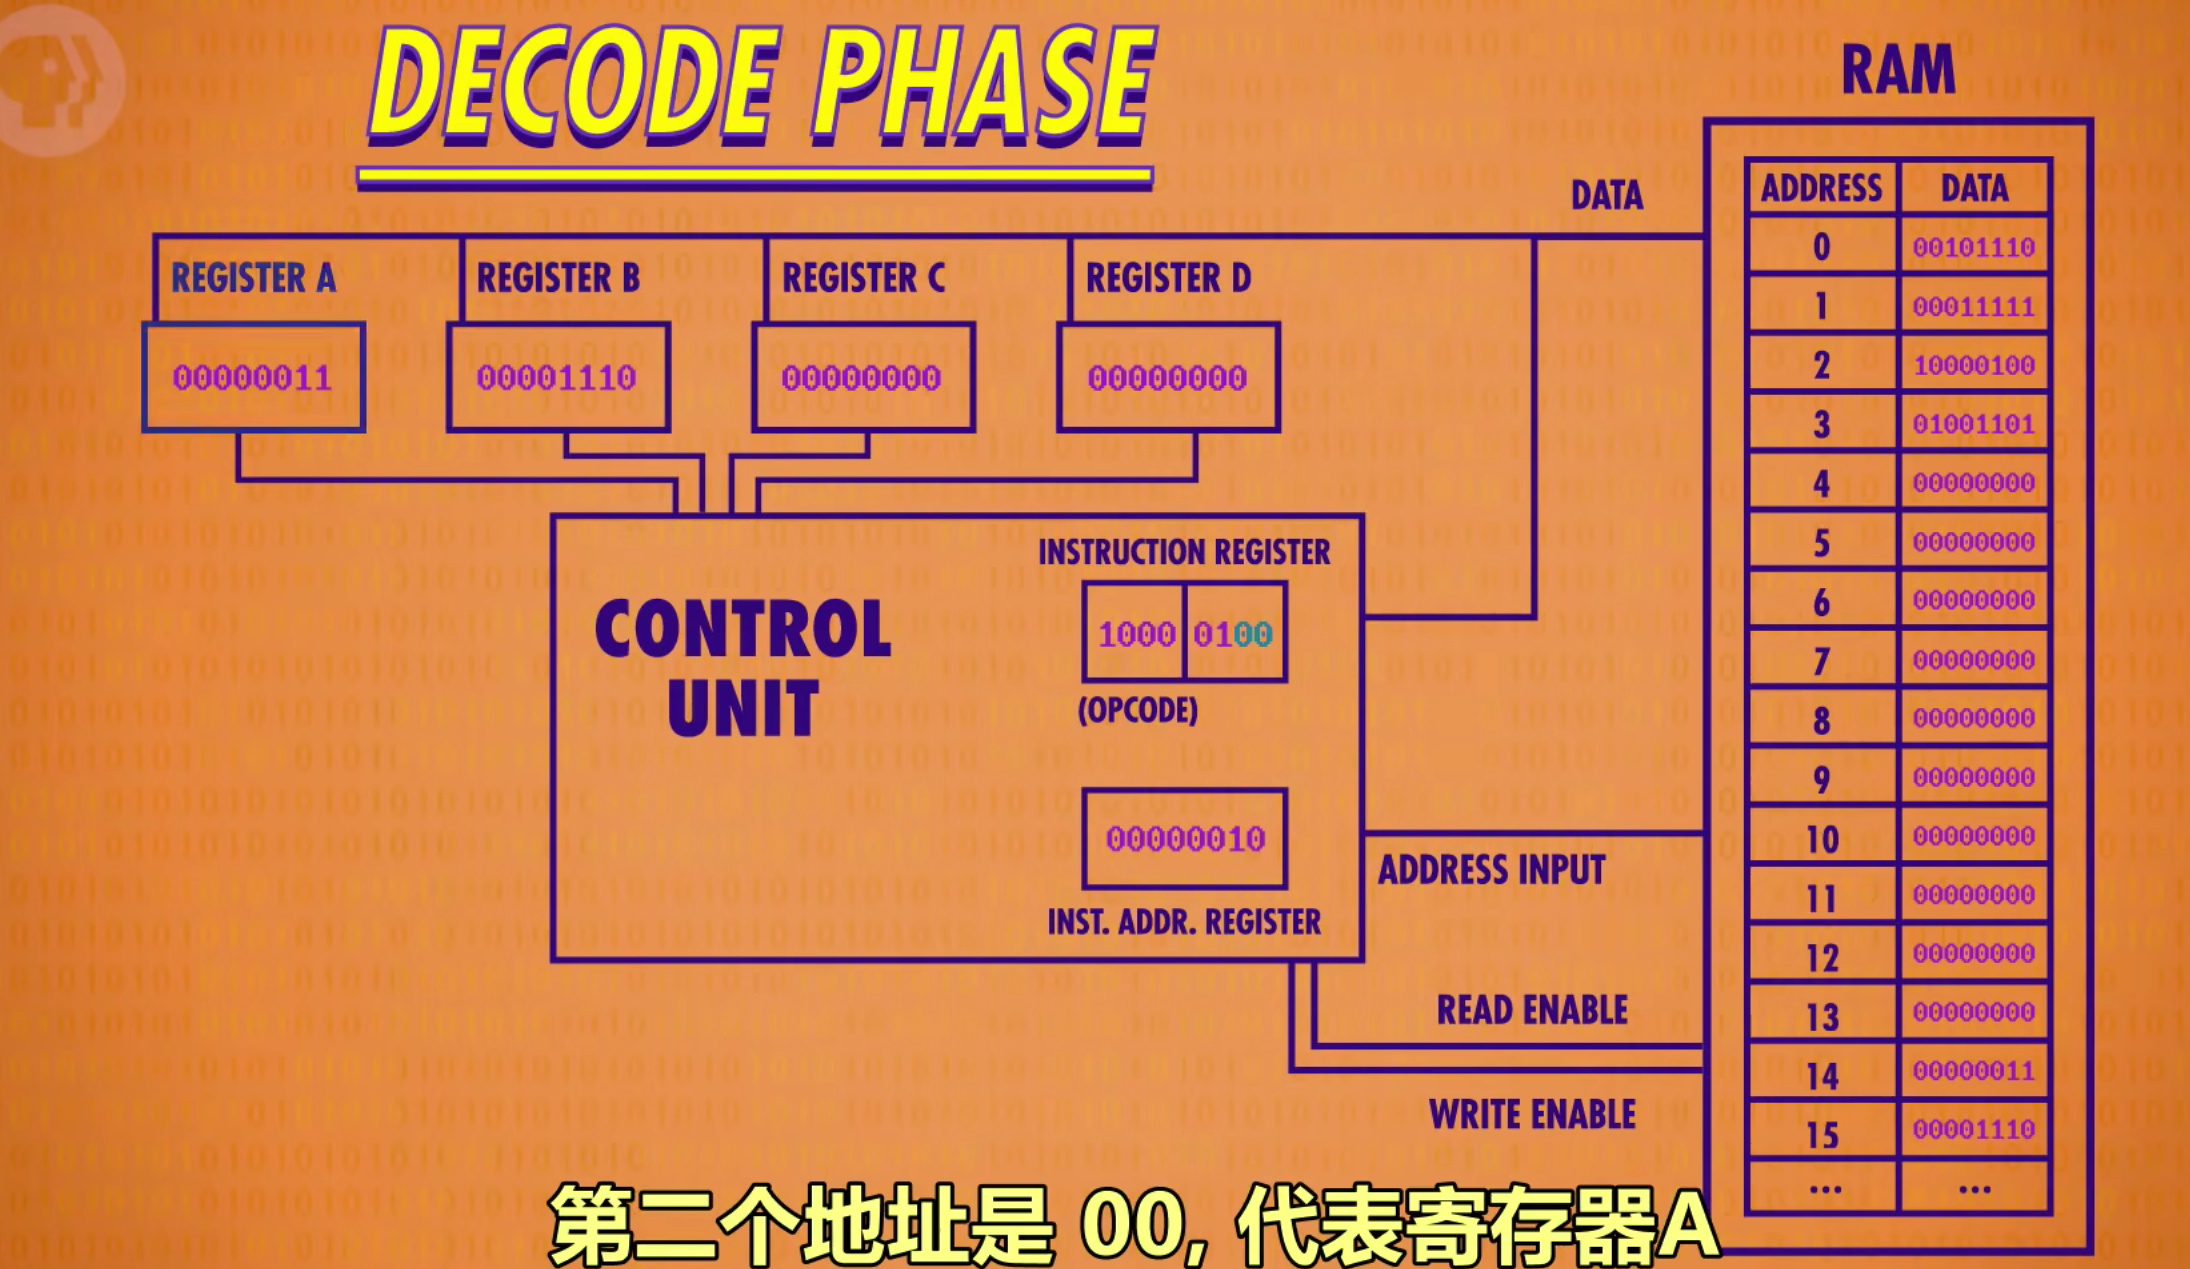 DECODE PHASE
RAM
DATA
ADDRESS DATA
0 00101110
1 00011111
2 10000100
3 01001101
4 00000000
5 00000000
6 00000000
7 00000000
8 00000000
9 00000000
10 00000000
11 00000000
12 00000000
13 00000000
14 00000011
15 00001110
... ...
REGISTER A
00000011
REGISTER B
00001110
REGISTER C
00000000
REGISTER D
00000000
CONTROL
UNIT
INSTRUCTION REGISTER
1000 0100
(OPCODE)
00000010
INST. ADDR. REGISTER
ADDRESS INPUT
READ ENABLE
WRITE ENABLE
第二个地址是 00, 代表寄存器A